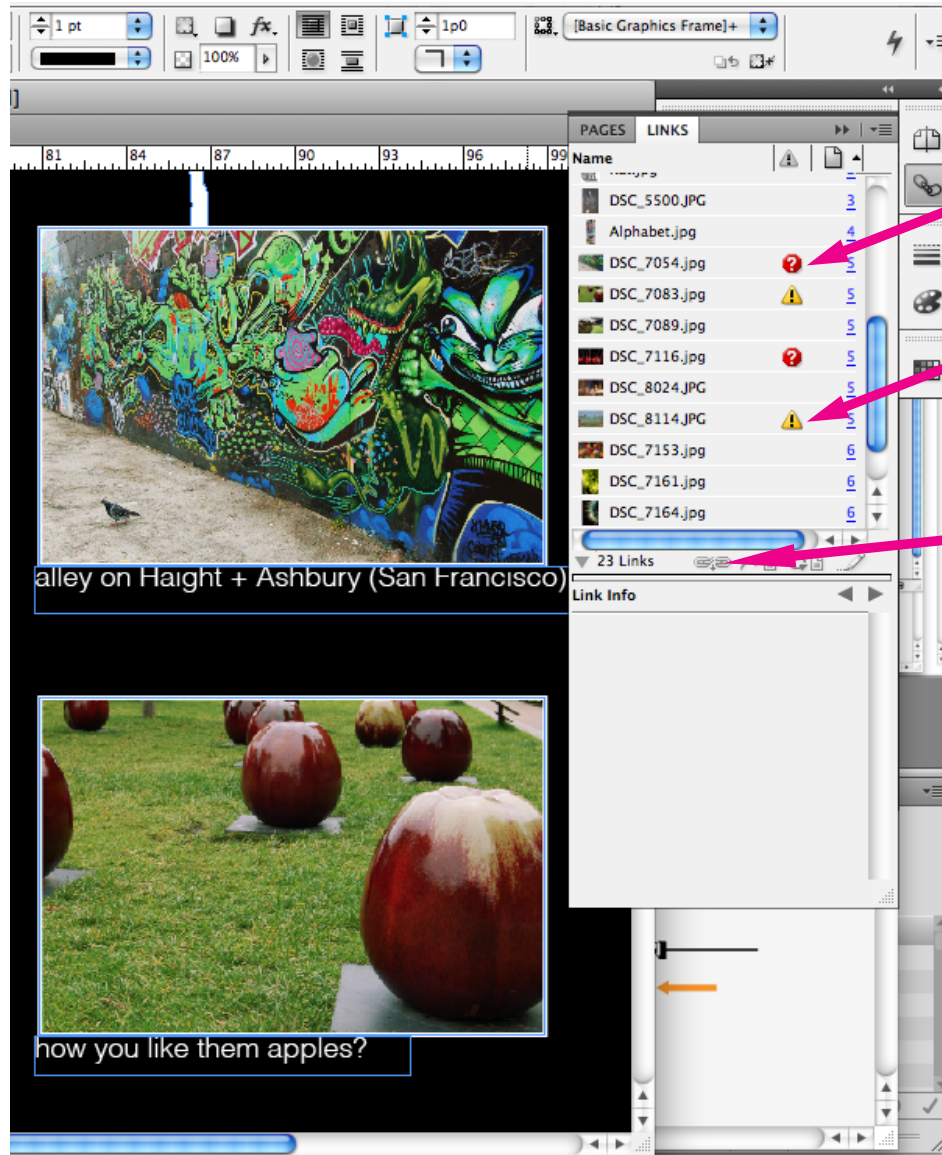 1 pt
fx.
1p0
[Basic Graphics Frame]+
100%
]
81 84 87 90 93 96 99
PAGES LINKS
Name
DSC_5500.JPG 3
Alphabet.jpg 4
DSC_7054.jpg ? 5
DSC_7083.jpg ! 5
DSC_7089.jpg 5
DSC_7116.jpg ? 5
DSC_8024.JPG 5
DSC_8114.JPG ! 5
DSC_7153.jpg 6
DSC_7161.jpg 6
DSC_7164.jpg 6
23 Links
Link Info
alley on Haight + Ashbury (San Francisco)
how you like them apples?